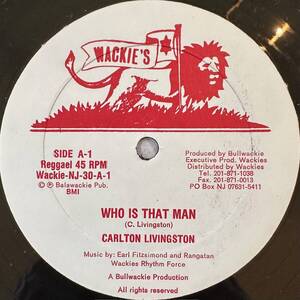 WACKIE'S
SIDE A-1
Reggael 45 RPM
Wackie-NJ-30-A-1
© ℗ Balawackie Pub.
BMI
Produced by Bullwackie
Executive Prod. Wackies
Distributed by Wackies
Tel. 201-871-1038
Fax. 201-871-0013
PO Box NJ 07631-5411
WHO IS THAT MAN
(C. Livingston)
CARLTON LIVINGSTON
Music by: Earl Fitzsimond and Rangatan
Wackies Rhythm Force
A Bullwackie Production
All Rights Reserved.